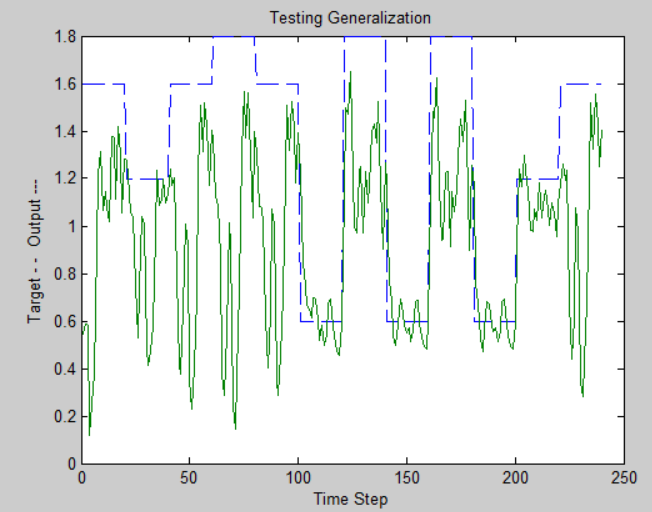 Testing Generalization
1.8
1.6
1.4
1.2
1
0.8
0.6
0.4
0.2
0
Target - - Output ---
0 50 100 150 200 250
Time Step